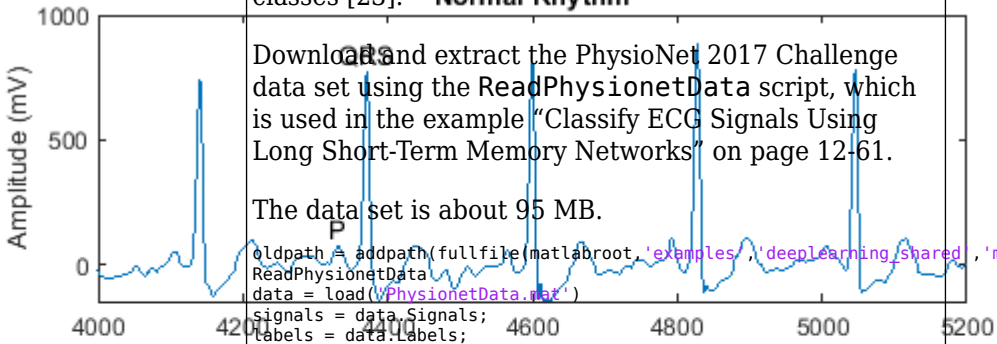 classes [23].
Normal Rhythm
1000
QRS
Download and extract the PhysioNet 2017 Challenge
data set using the ReadPhysionetData script, which
is used in the example “Classify ECG Signals Using
500
Long Short-Term Memory Networks” on page 12-61.
Amplitude (mV)
The data set is about 95 MB.
P
oldpath = addpath(fullfile(matlabroot,'examples','deeplearning_shared','m
0
ReadPhysionetData
data = load('PhysionetData.mat')
signals = data.Signals;
labels = data.Labels;
4000 4200 4400 4600 4800 5000 5200